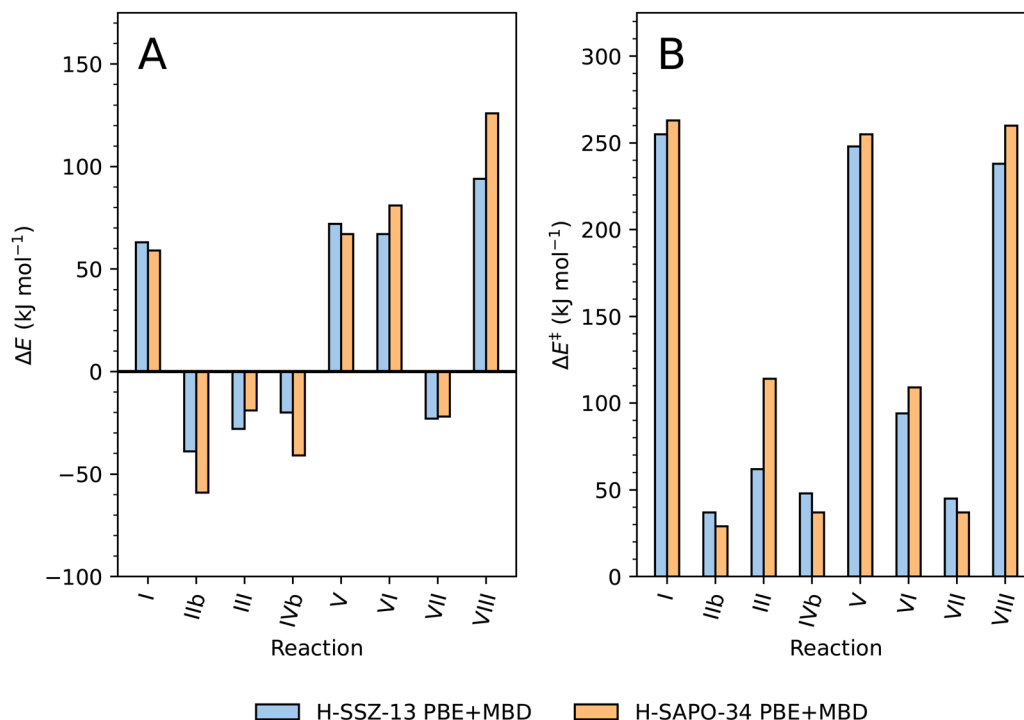 A
ΔE (kJ mol⁻¹)
150
100
50
0
−50
−100
I
IIb
III
IVb
V
VI
VII
VIII
Reaction
B
ΔE‡ (kJ mol⁻¹)
300
250
200
150
100
50
0
I
IIb
III
IVb
V
VI
VII
VIII
Reaction
H-SSZ-13 PBE+MBD
H-SAPO-34 PBE+MBD